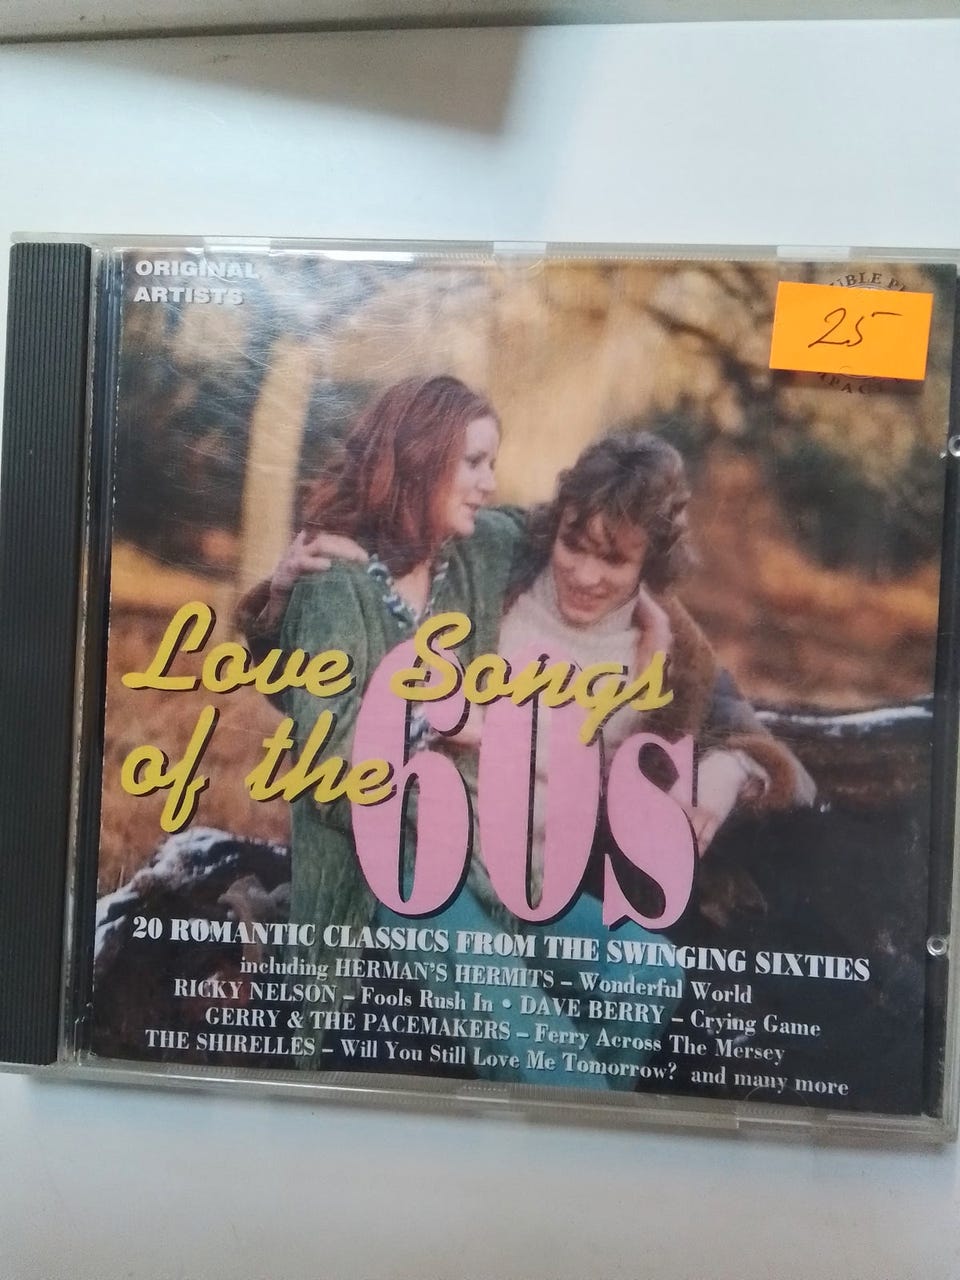 ORIGINAL
ARTISTS
25
Love Songs
of the 60s
20 ROMANTIC CLASSICS FROM THE SWINGING SIXTIES
including HERMAN'S HERMITS – Wonderful World
RICKY NELSON – Fools Rush In • DAVE BERRY – Crying Game
GERRY & THE PACEMAKERS – Ferry Across The Mersey
THE SHIRELLES – Will You Still Love Me Tomorrow? and many more